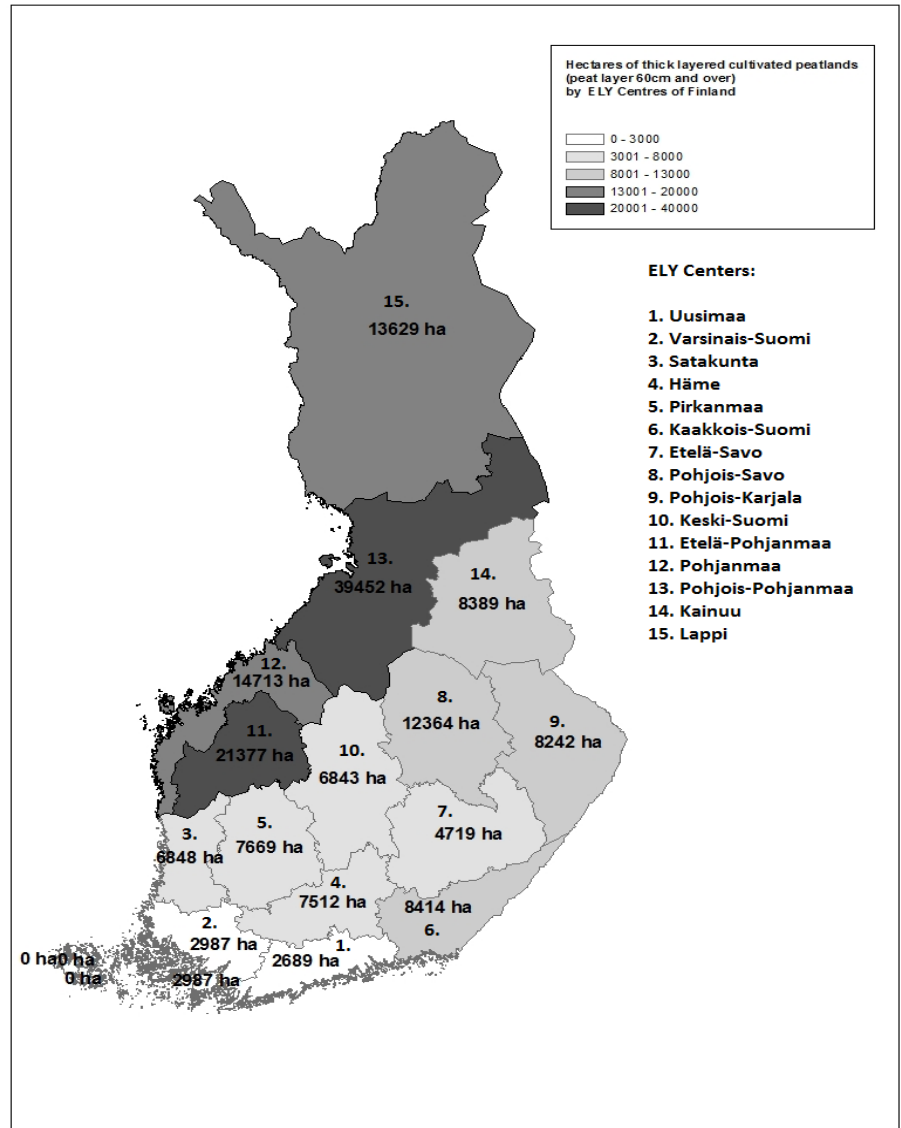 Hectares of thick layered cultivated peatlands
(peat layer 60cm and over)
by ELY Centres of Finland
0 - 3000
3001 - 8000
8001 - 13000
13001 - 20000
20001 - 40000
ELY Centers:
1. Uusimaa
2. Varsinais-Suomi
3. Satakunta
4. Häme
5. Pirkanmaa
6. Kaakkois-Suomi
7. Etelä-Savo
8. Pohjois-Savo
9. Pohjois-Karjala
10. Keski-Suomi
11. Etelä-Pohjanmaa
12. Pohjanmaa
13. Pohjois-Pohjanmaa
14. Kainuu
15. Lappi
15.
13629 ha
13.
39452 ha
14.
8389 ha
12.
14713 ha
8.
12364 ha
9.
8242 ha
11.
21377 ha
10.
6843 ha
7.
4719 ha
3.
6848 ha
5.
7669 ha
4.
7512 ha
8414 ha
6.
2.
2987 ha
1.
2689 ha
0 ha
0 ha
0 ha
2987 ha